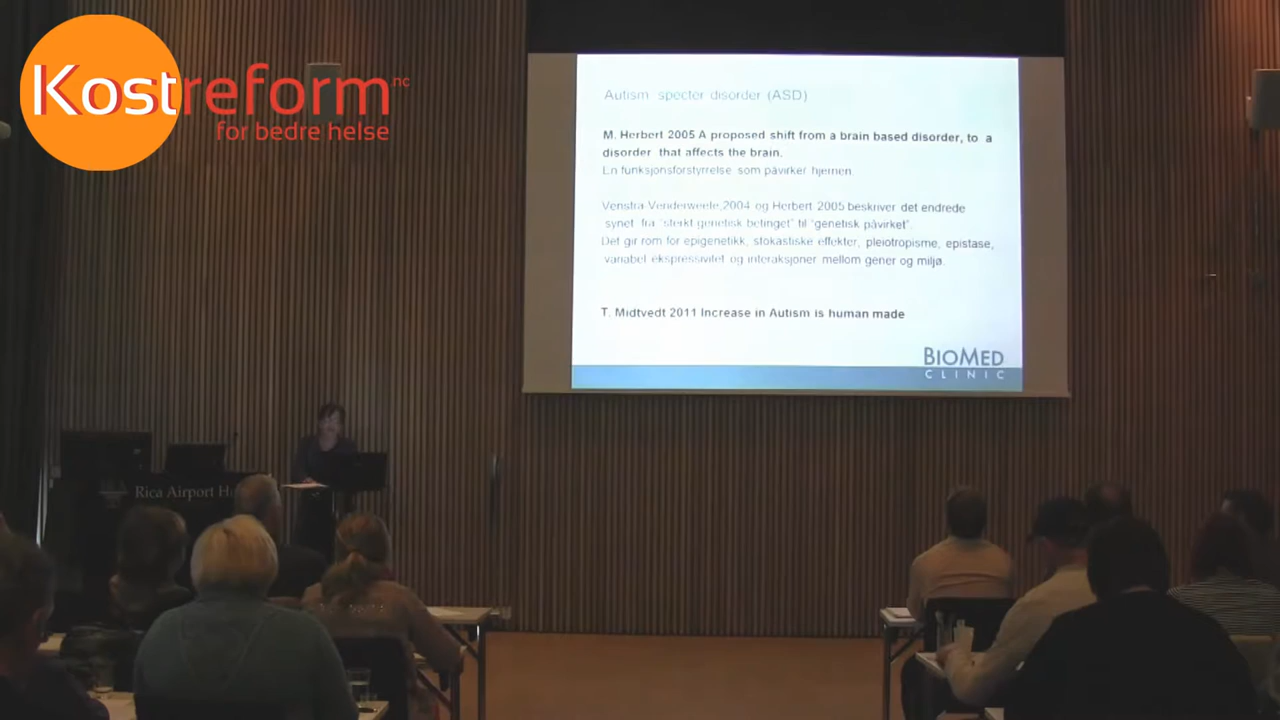 Kostreform nc
for bedre helse
Autism specter disorder (ASD)
M. Herbert 2005 A proposed shift from a brain based disorder, to a
disorder that affects the brain.
En funksjonsforstyrrelse som påvirker hjernen.
Venstra-Venderweele,2004 og Herbert 2005 beskriver det endrede
synet fra "sterkt genetisk betinget" til "genetisk påvirket".
Det gir rom for epigenetikk, stokastiske effekter, pleiotropisme, epistase,
variabel ekspressivitet og interaksjoner mellom gener og miljø.
T. Midtvedt 2011 Increase in Autism is human made
BIOMED
CLINIC
Rica Airport